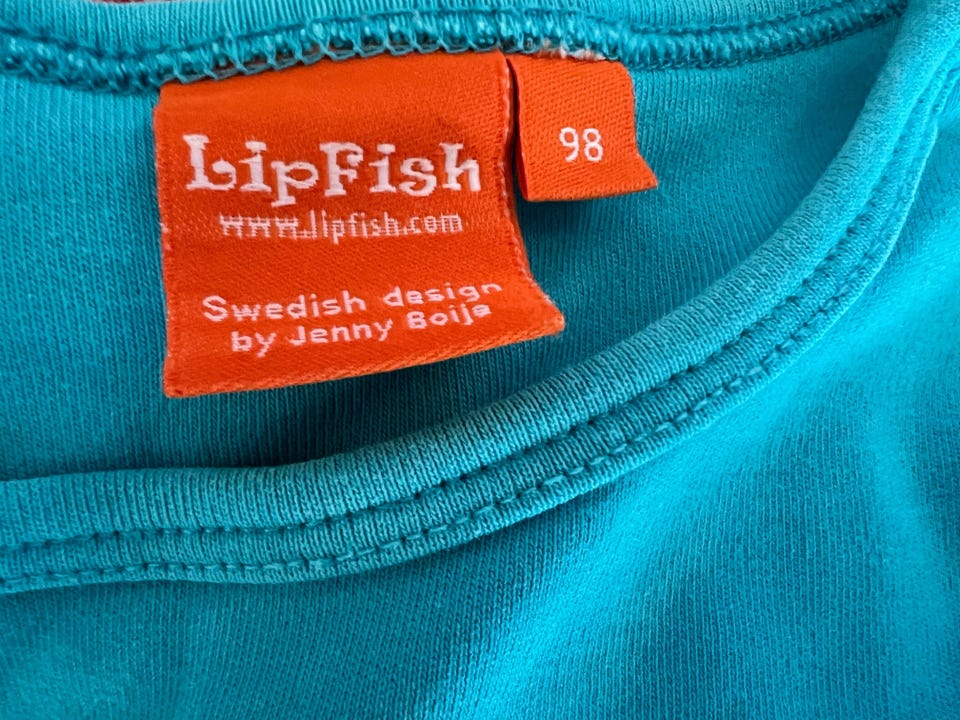 LipFish
www.lipfish.com
Swedish design
by Jenny Boije
98